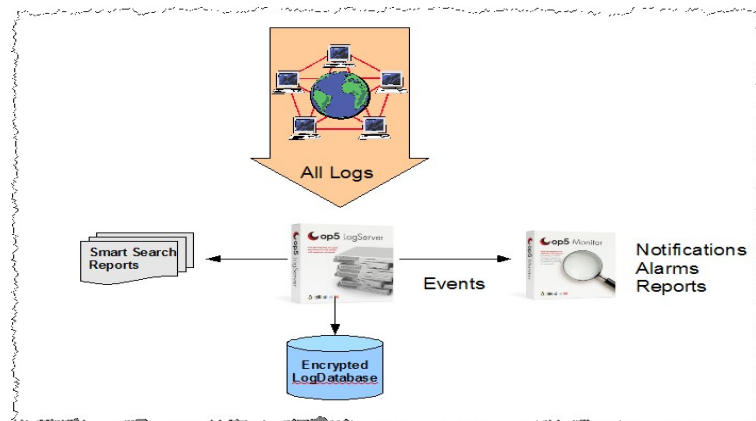 All Logs
Smart Search
Reports
op5 LogServer
op5 Monitor
Notifications
Alarms
Reports
Events
Encrypted
LogDatabase